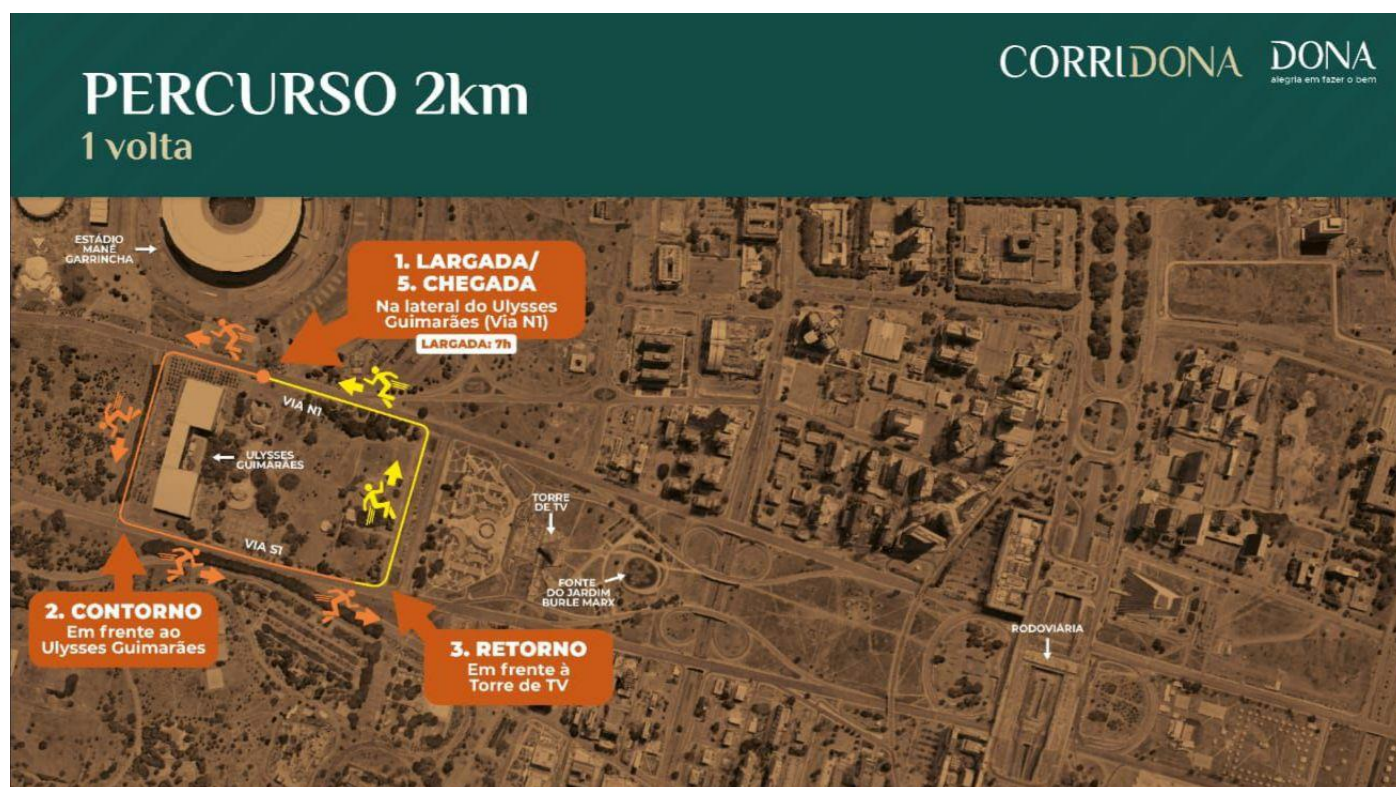 PERCURSO 2km
1 volta
CORRIDONA
DONA
alegria em fazer o bem
ESTÁDIO
MANÉ
GARRINCHA
1. LARGADA/
5. CHEGADA
Na lateral do Ulysses
Guimarães (Via N1)
LARGADA: 7h
VIA N1
ULYSSES
GUIMARÃES
VIA S1
TORRE
DE TV
FONTE
DO JARDIM
BURLE MARX
RODOVIÁRIA
2. CONTORNO
Em frente ao
Ulysses Guimarães
3. RETORNO
Em frente à
Torre de TV